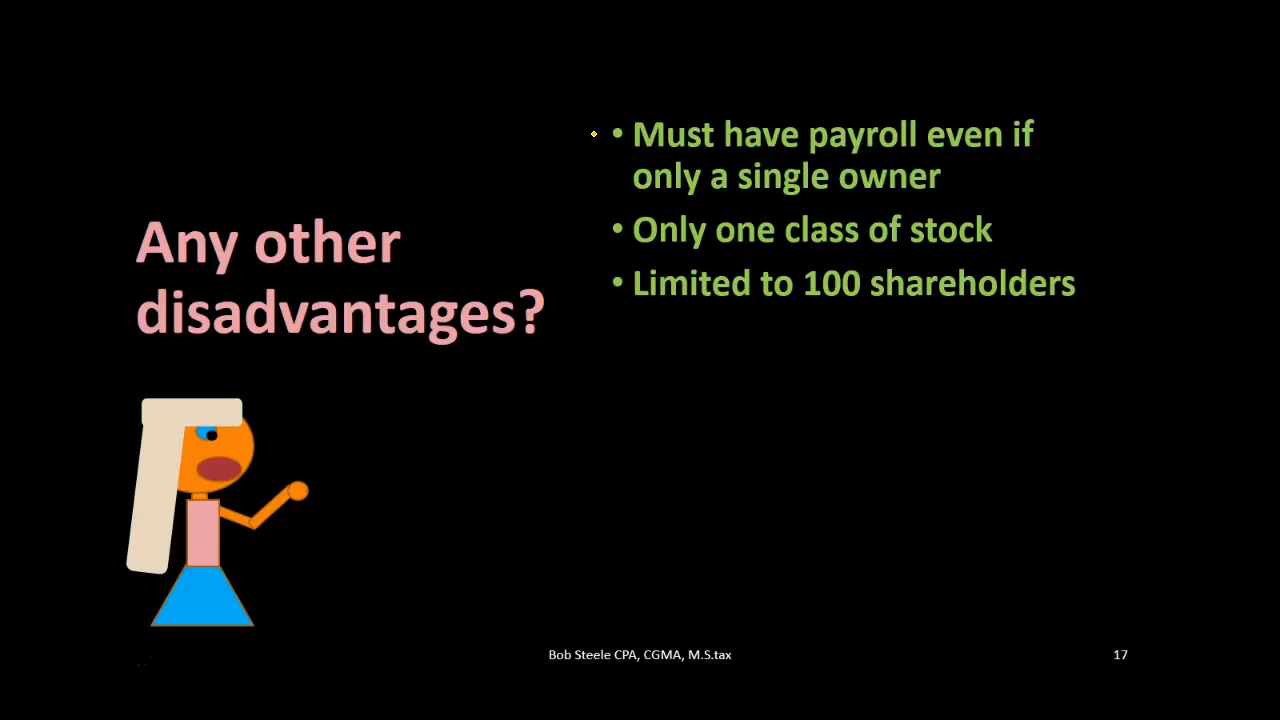 Any other
disadvantages?
• Must have payroll even if
only a single owner
• Only one class of stock
• Limited to 100 shareholders
Bob Steele CPA, CGMA, M.S.tax
17